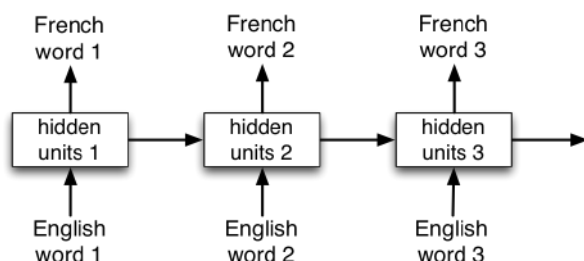 French
word 1
French
word 2
French
word 3
hidden
units 1
hidden
units 2
hidden
units 3
English
word 1
English
word 2
English
word 3